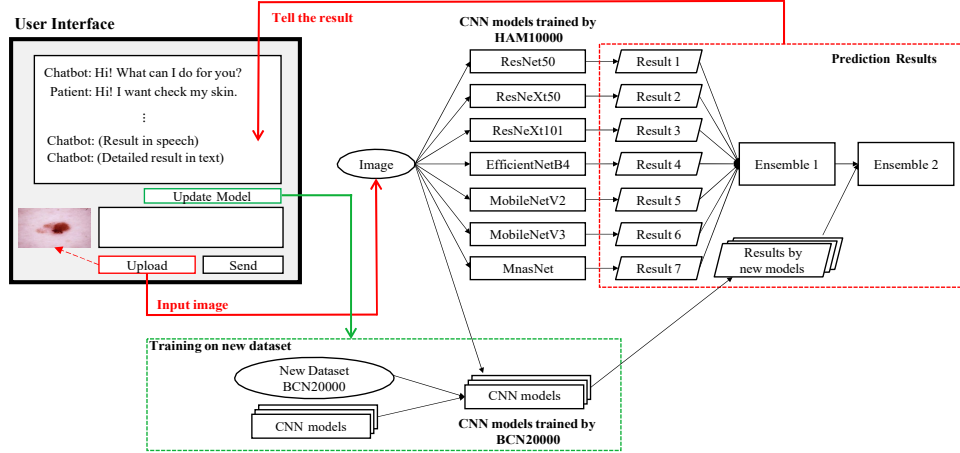 User Interface
Tell the result
Chatbot: Hi! What can I do for you?
Patient: Hi! I want check my skin.
⋮
Chatbot: (Result in speech)
Chatbot: (Detailed result in text)
Update Model
Upload
Send
Input image
Image
CNN models trained by
HAM10000
ResNet50
ResNeXt50
ResNeXt101
EfficientNetB4
MobileNetV2
MobileNetV3
MnasNet
Prediction Results
Result 1
Result 2
Result 3
Result 4
Result 5
Result 6
Result 7
Ensemble 1
Ensemble 2
Results by
new models
Training on new dataset
New Dataset
BCN20000
CNN models
CNN models
CNN models trained by
BCN20000